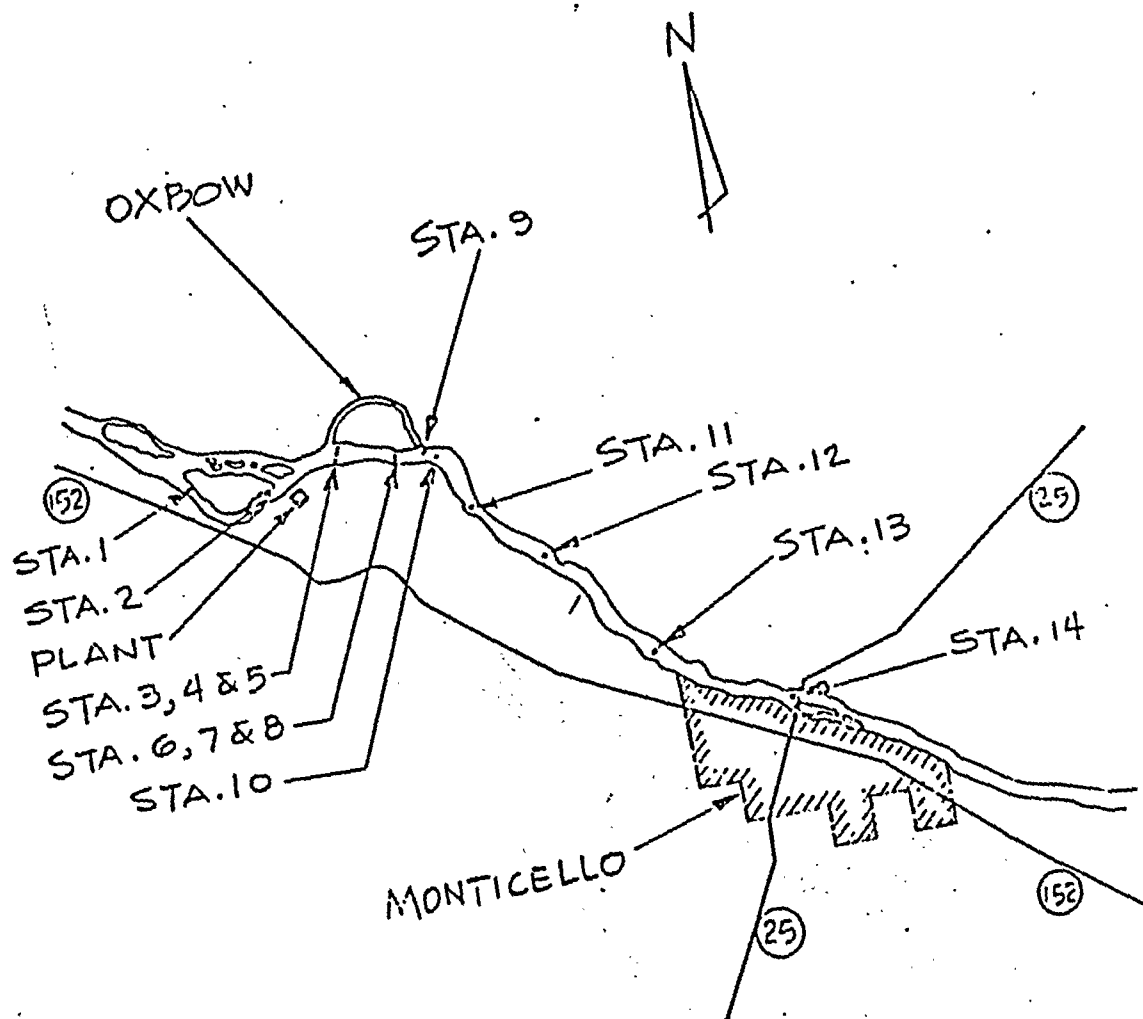 N
OXBOW
STA. 9
STA. 11
STA. 12
152
25
STA. 1
STA. 13
STA. 2
PLANT
STA. 14
STA. 3, 4 & 5
STA. 6, 7 & 8
STA. 10
MONTICELLO
152
25